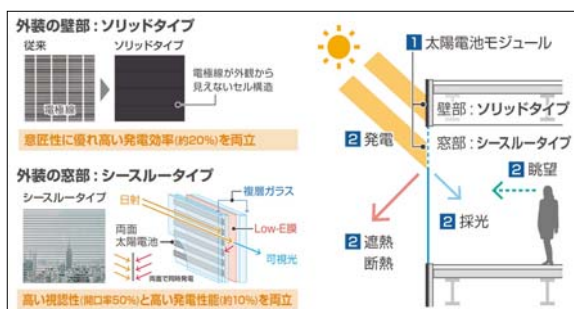 外装の壁部：ソリッドタイプ
従来
ソリッドタイプ
電極線
電極線が外観から
見えないセル構造
意匠性に優れ高い発電効率(約20%)を両立
外装の窓部：シースルータイプ
シースルータイプ
日射
複層ガラス
両面
太陽電池
Low-E膜
可視光
両面で同時発電
高い視認性(開口率50%)と高い発電性能(約10%)を両立
1 太陽電池モジュール
壁部：ソリッドタイプ
2 発電
窓部：シースルータイプ
2 眺望
2 採光
2 遮熱
断熱